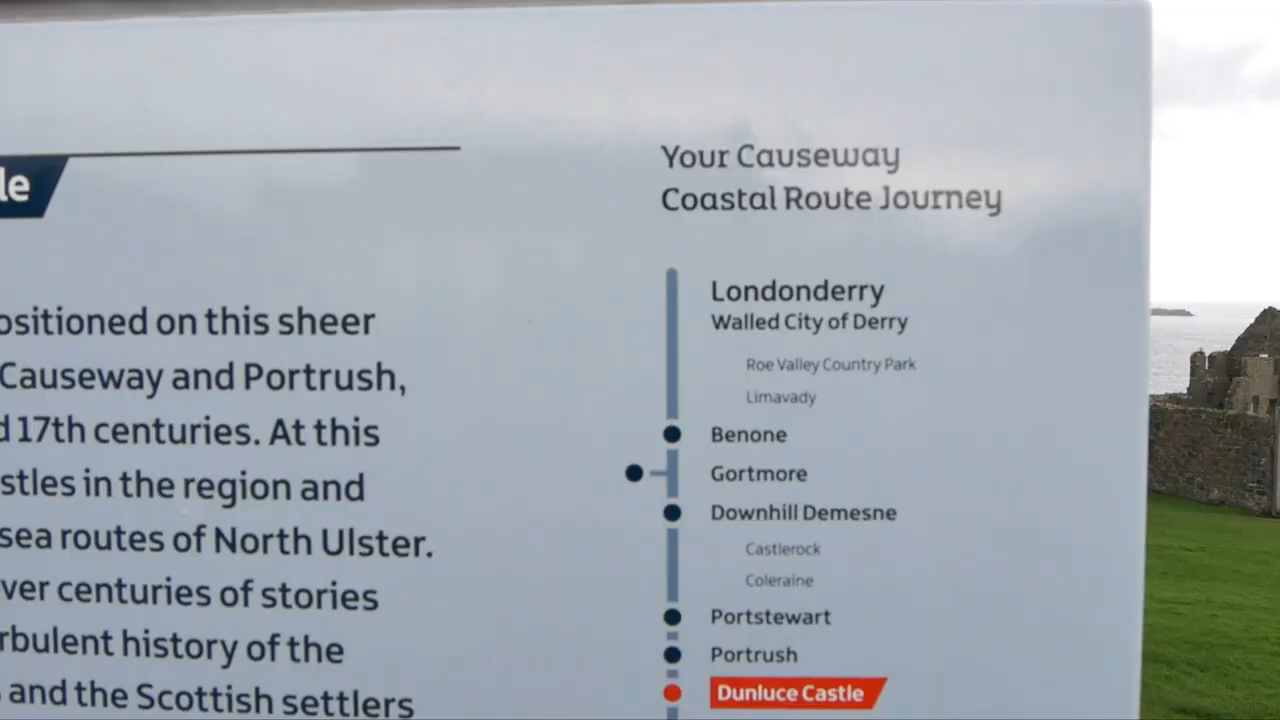 le
ositioned on this sheer
Causeway and Portrush,
d 17th centuries. At this
stles in the region and
sea routes of North Ulster.
ver centuries of stories
rbulent history of the
and the Scottish settlers
Your Causeway
Coastal Route Journey
Londonderry
Walled City of Derry
Roe Valley Country Park
Limavady
Benone
Gortmore
Downhill Demesne
Castlerock
Coleraine
Portstewart
Portrush
Dunluce Castle